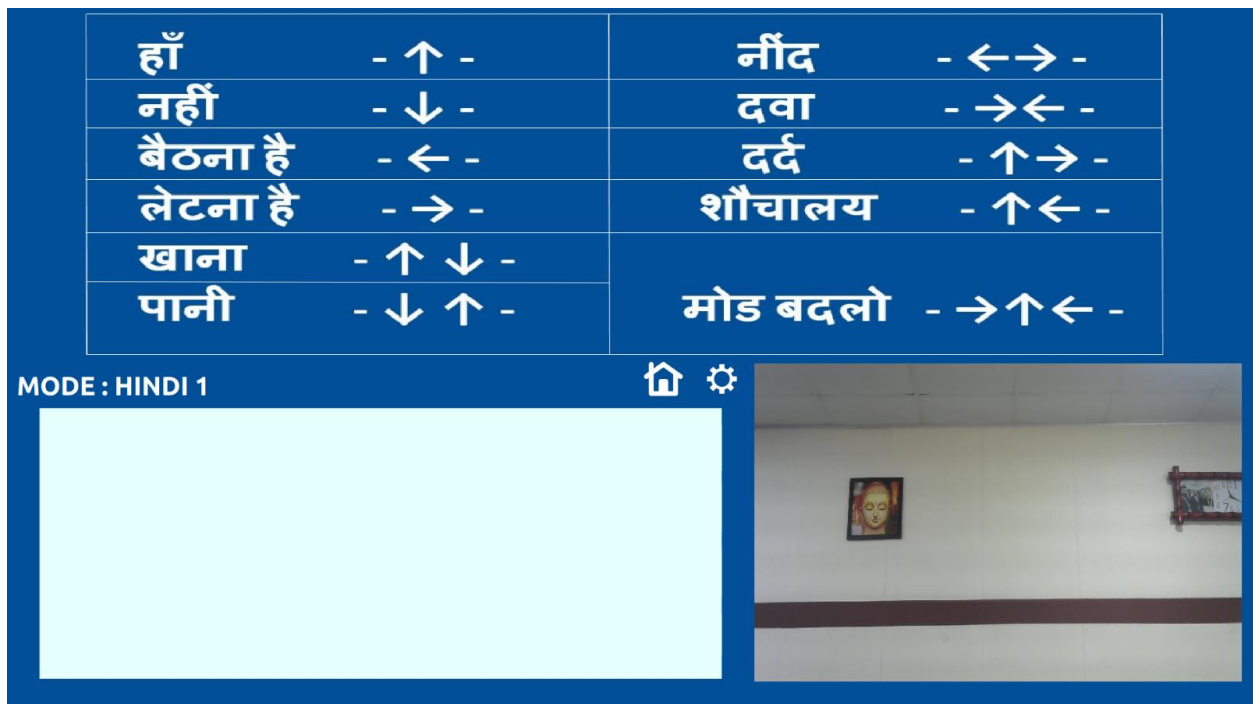 हाँ - ↑ -
नहीं - ↓ -
बैठना है - ← -
लेटना है - → -
खाना - ↑ ↓ -
पानी - ↓ ↑ -
नींद - ←→ -
दवा - →← -
दर्द - ↑→ -
शौचालय - ↑← -
मोड बदलो - →↑← -
MODE : HINDI 1